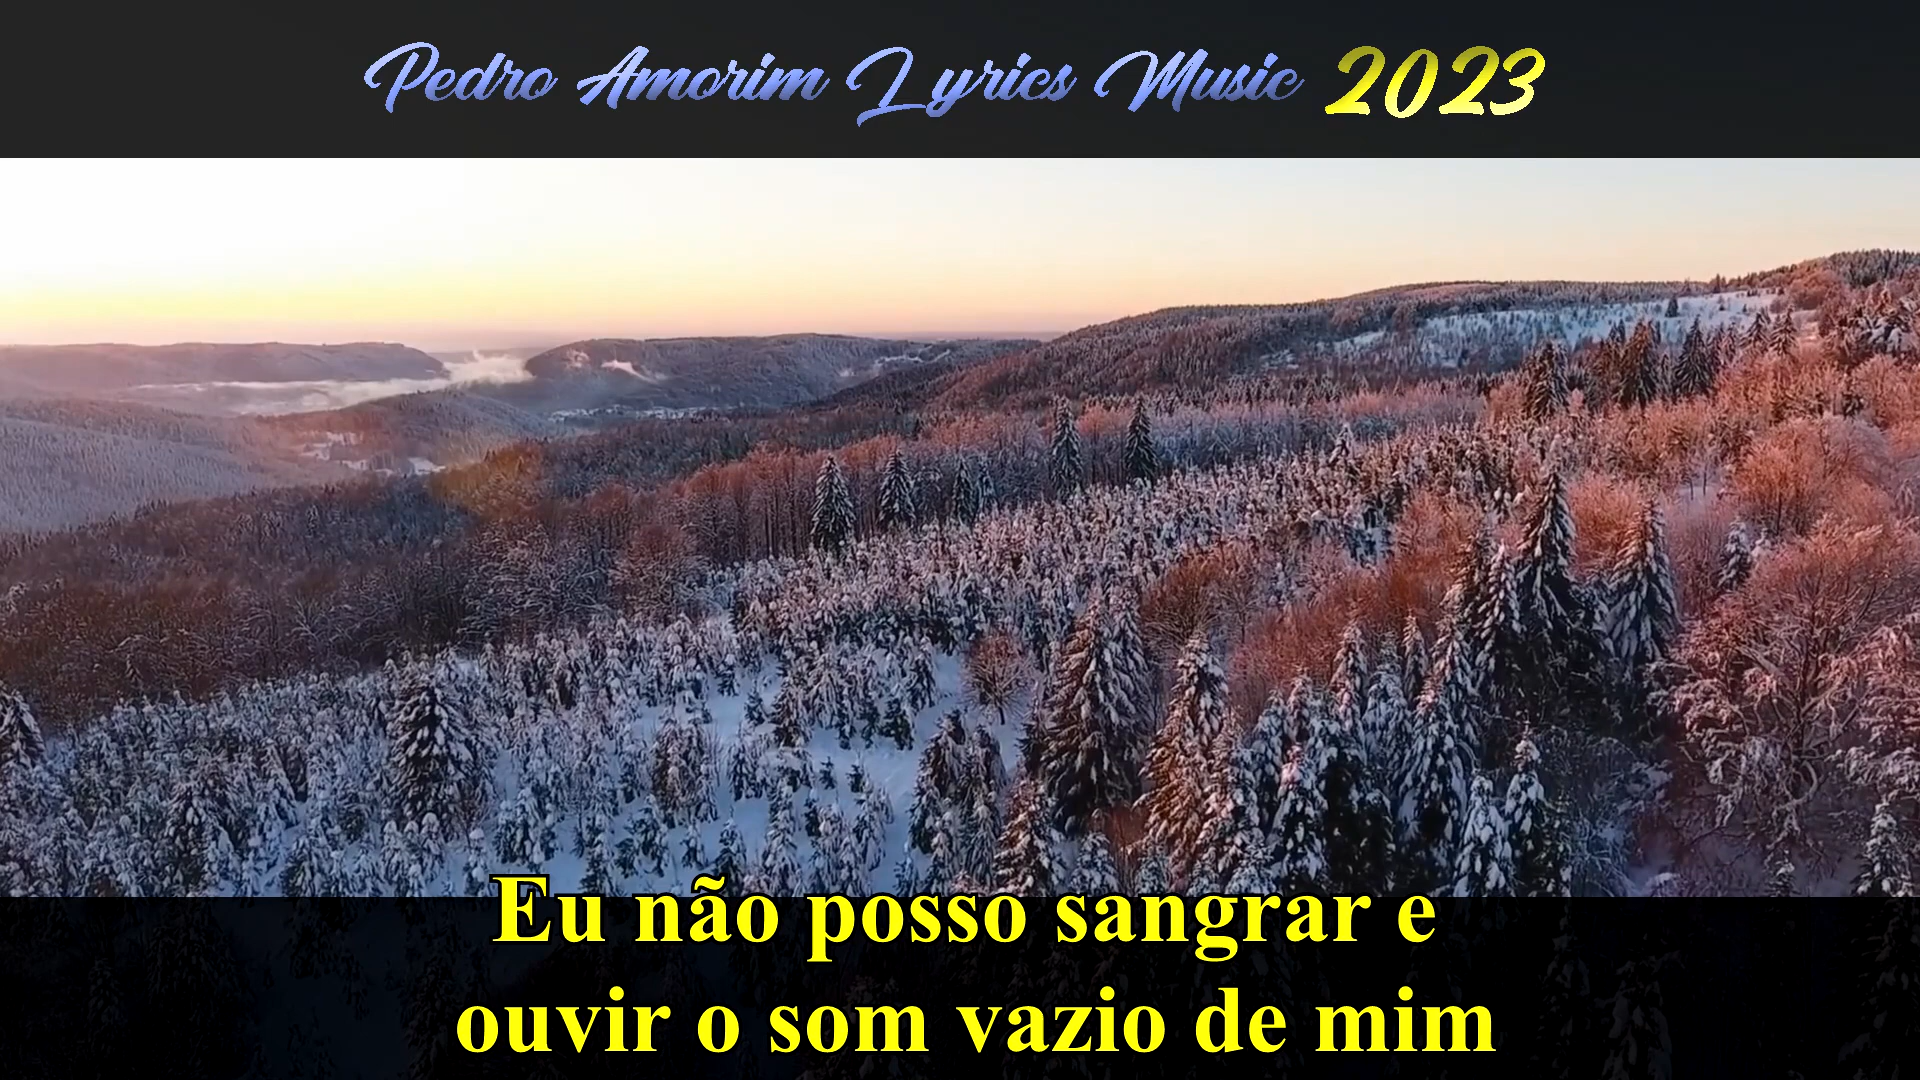 Pedro Amorim Lyrics Music 2023
Eu não posso sangrar e
ouvir o som vazio de mim